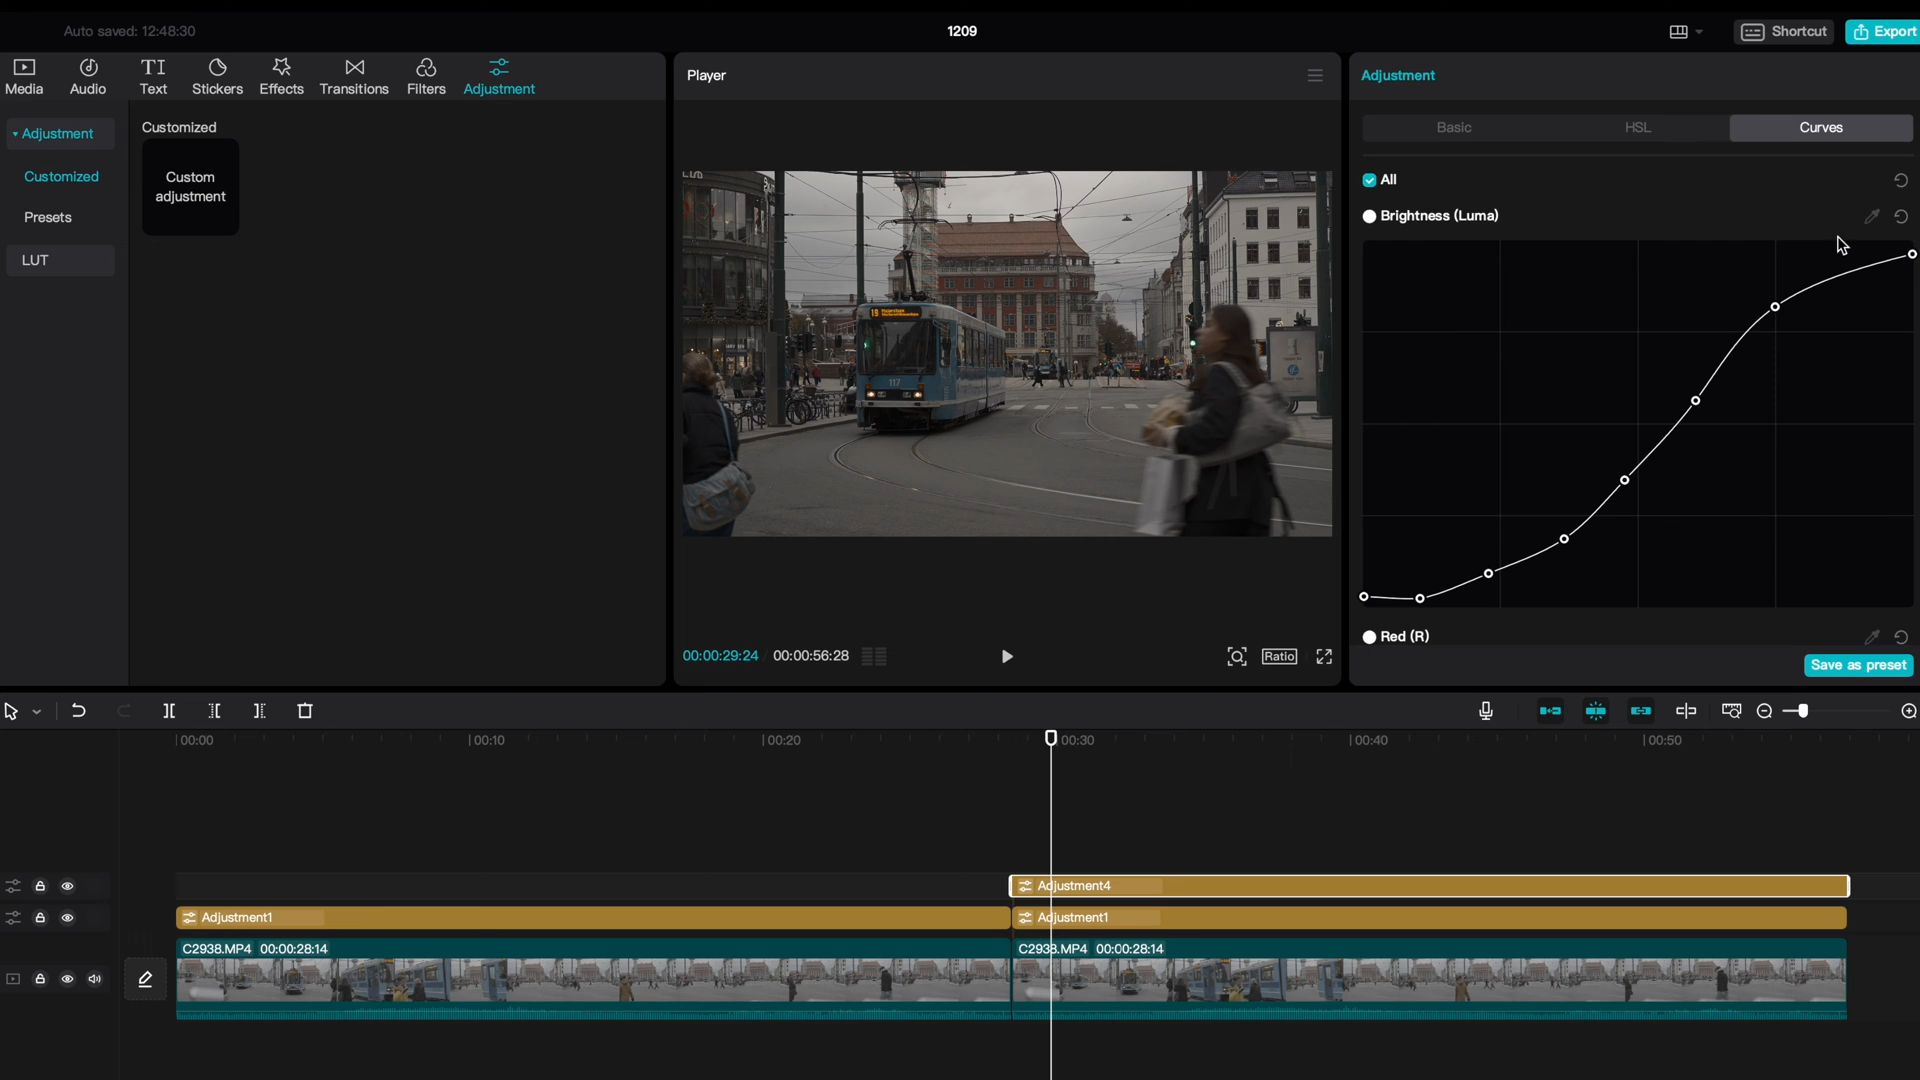 Auto saved: 12:48:30
1209
Shortcut
Export
Media
Audio
Text
Stickers
Effects
Transitions
Filters
Adjustment
Adjustment
Customized
Presets
LUT
Customized
Custom
adjustment
Player
19
117
00:00:29:24 / 00:00:56:28
Ratio
Adjustment
Basic
HSL
Curves
All
Brightness (Luma)
Red (R)
Save as preset
00:00
00:10
00:20
00:30
00:40
00:50
Adjustment4
Adjustment1
Adjustment1
C2938.MP4 00:00:28:14
C2938.MP4 00:00:28:14